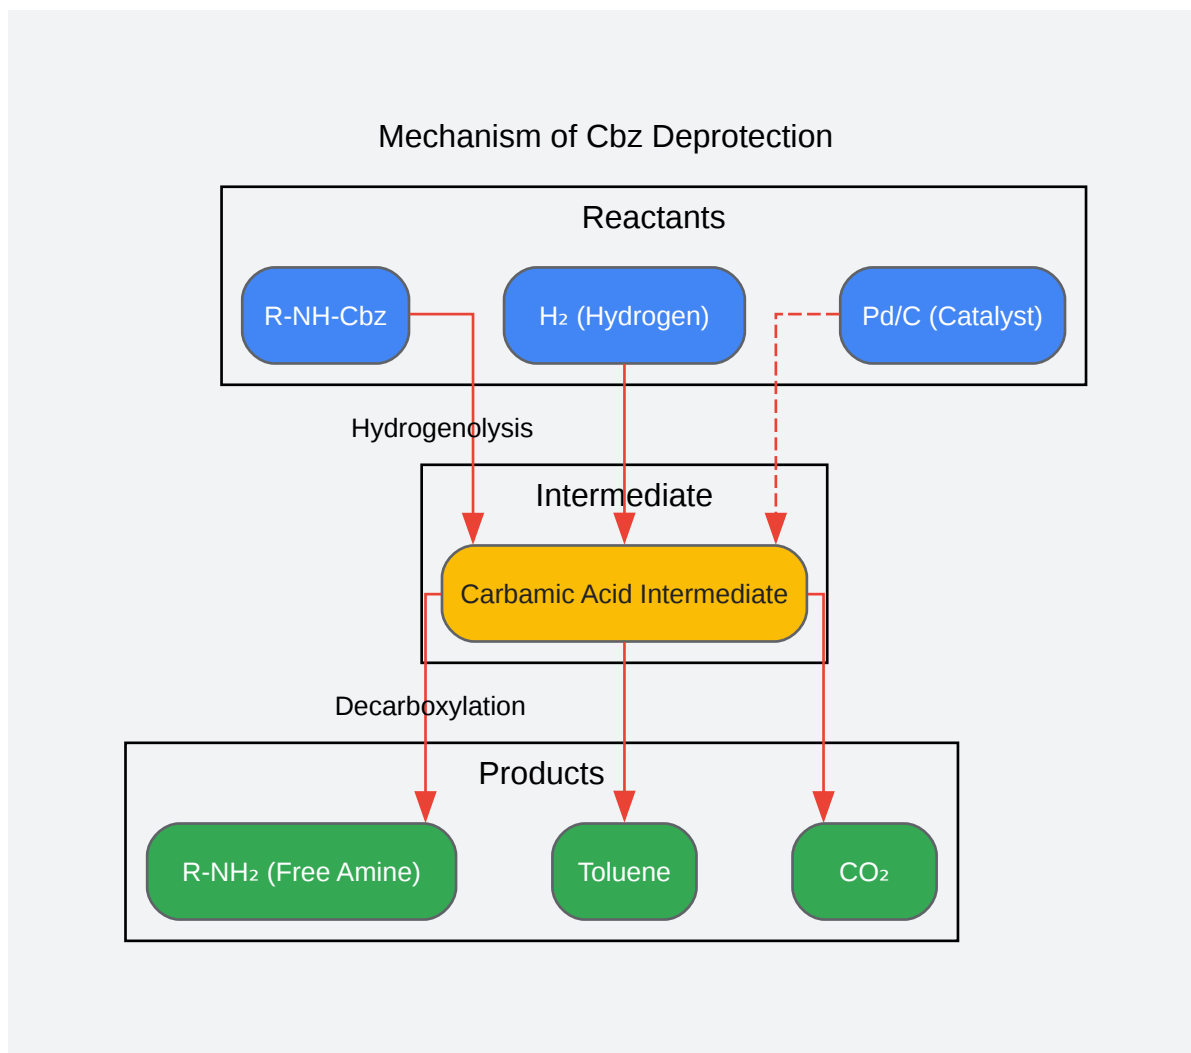 Mechanism of Cbz Deprotection
Reactants
R-NH-Cbz
H₂ (Hydrogen)
Pd/C (Catalyst)
Hydrogenolysis
Intermediate
Carbamic Acid Intermediate
Decarboxylation
Products
R-NH₂ (Free Amine)
Toluene
CO₂